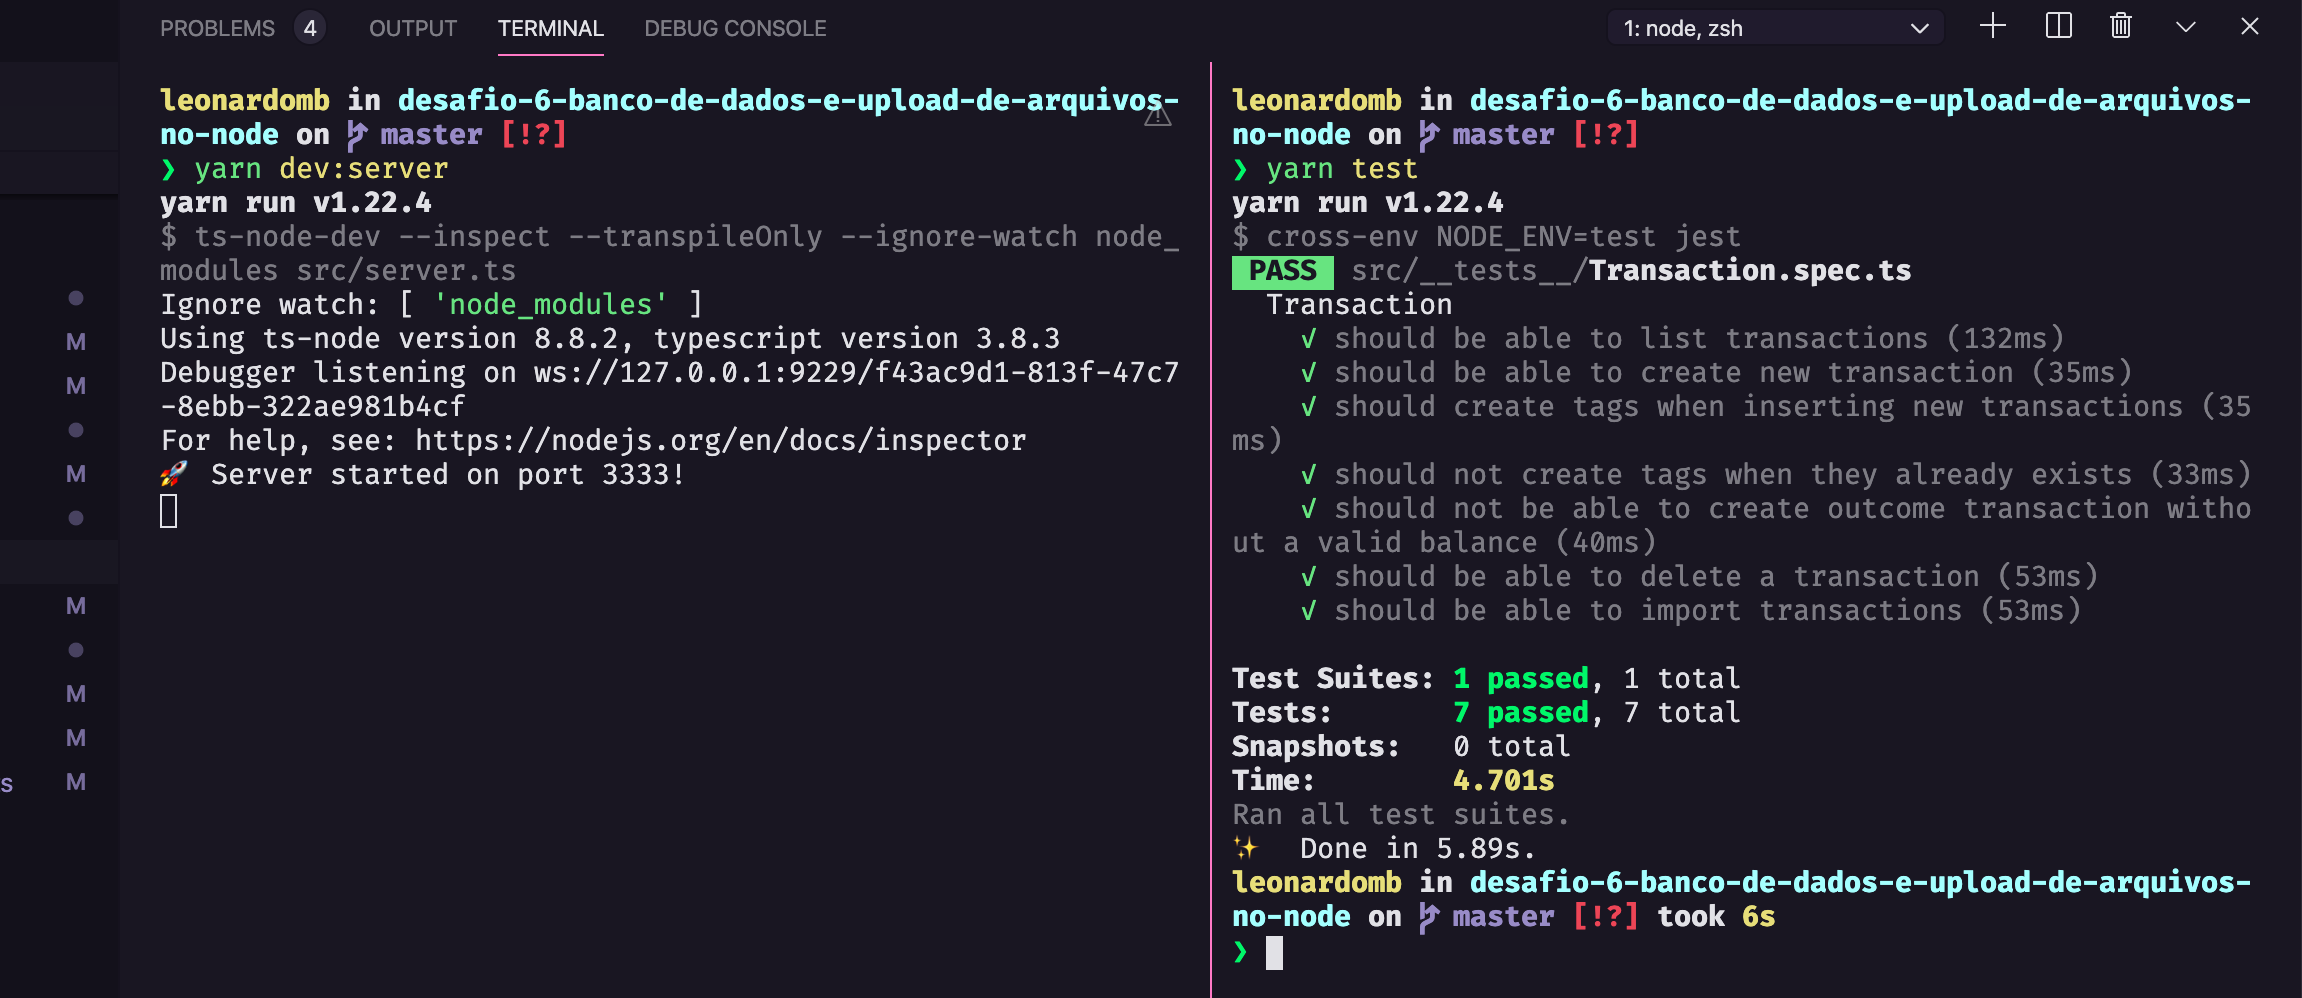 PROBLEMS 4 OUTPUT TERMINAL DEBUG CONSOLE 1: node, zsh
leonardomb in desafio-6-banco-de-dados-e-upload-de-arquivos-
no-node on master [!?]
❯ yarn dev:server
yarn run v1.22.4
$ ts-node-dev --inspect --transpileOnly --ignore-watch node_
modules src/server.ts
Ignore watch: [ 'node_modules' ]
Using ts-node version 8.8.2, typescript version 3.8.3
Debugger listening on ws://127.0.0.1:9229/f43ac9d1-813f-47c7
-8ebb-322ae981b4cf
For help, see: https://nodejs.org/en/docs/inspector
🚀 Server started on port 3333!
leonardomb in desafio-6-banco-de-dados-e-upload-de-arquivos-
no-node on master [!?]
❯ yarn test
yarn run v1.22.4
$ cross-env NODE_ENV=test jest
PASS src/__tests__/Transaction.spec.ts
Transaction
√ should be able to list transactions (132ms)
√ should be able to create new transaction (35ms)
√ should create tags when inserting new transactions (35
ms)
√ should not create tags when they already exists (33ms)
√ should not be able to create outcome transaction witho
ut a valid balance (40ms)
√ should be able to delete a transaction (53ms)
√ should be able to import transactions (53ms)
Test Suites: 1 passed, 1 total
Tests: 7 passed, 7 total
Snapshots: 0 total
Time: 4.701s
Ran all test suites.
✨ Done in 5.89s.
leonardomb in desafio-6-banco-de-dados-e-upload-de-arquivos-
no-node on master [!?] took 6s
❯
M
M
M
M
M
M
s M